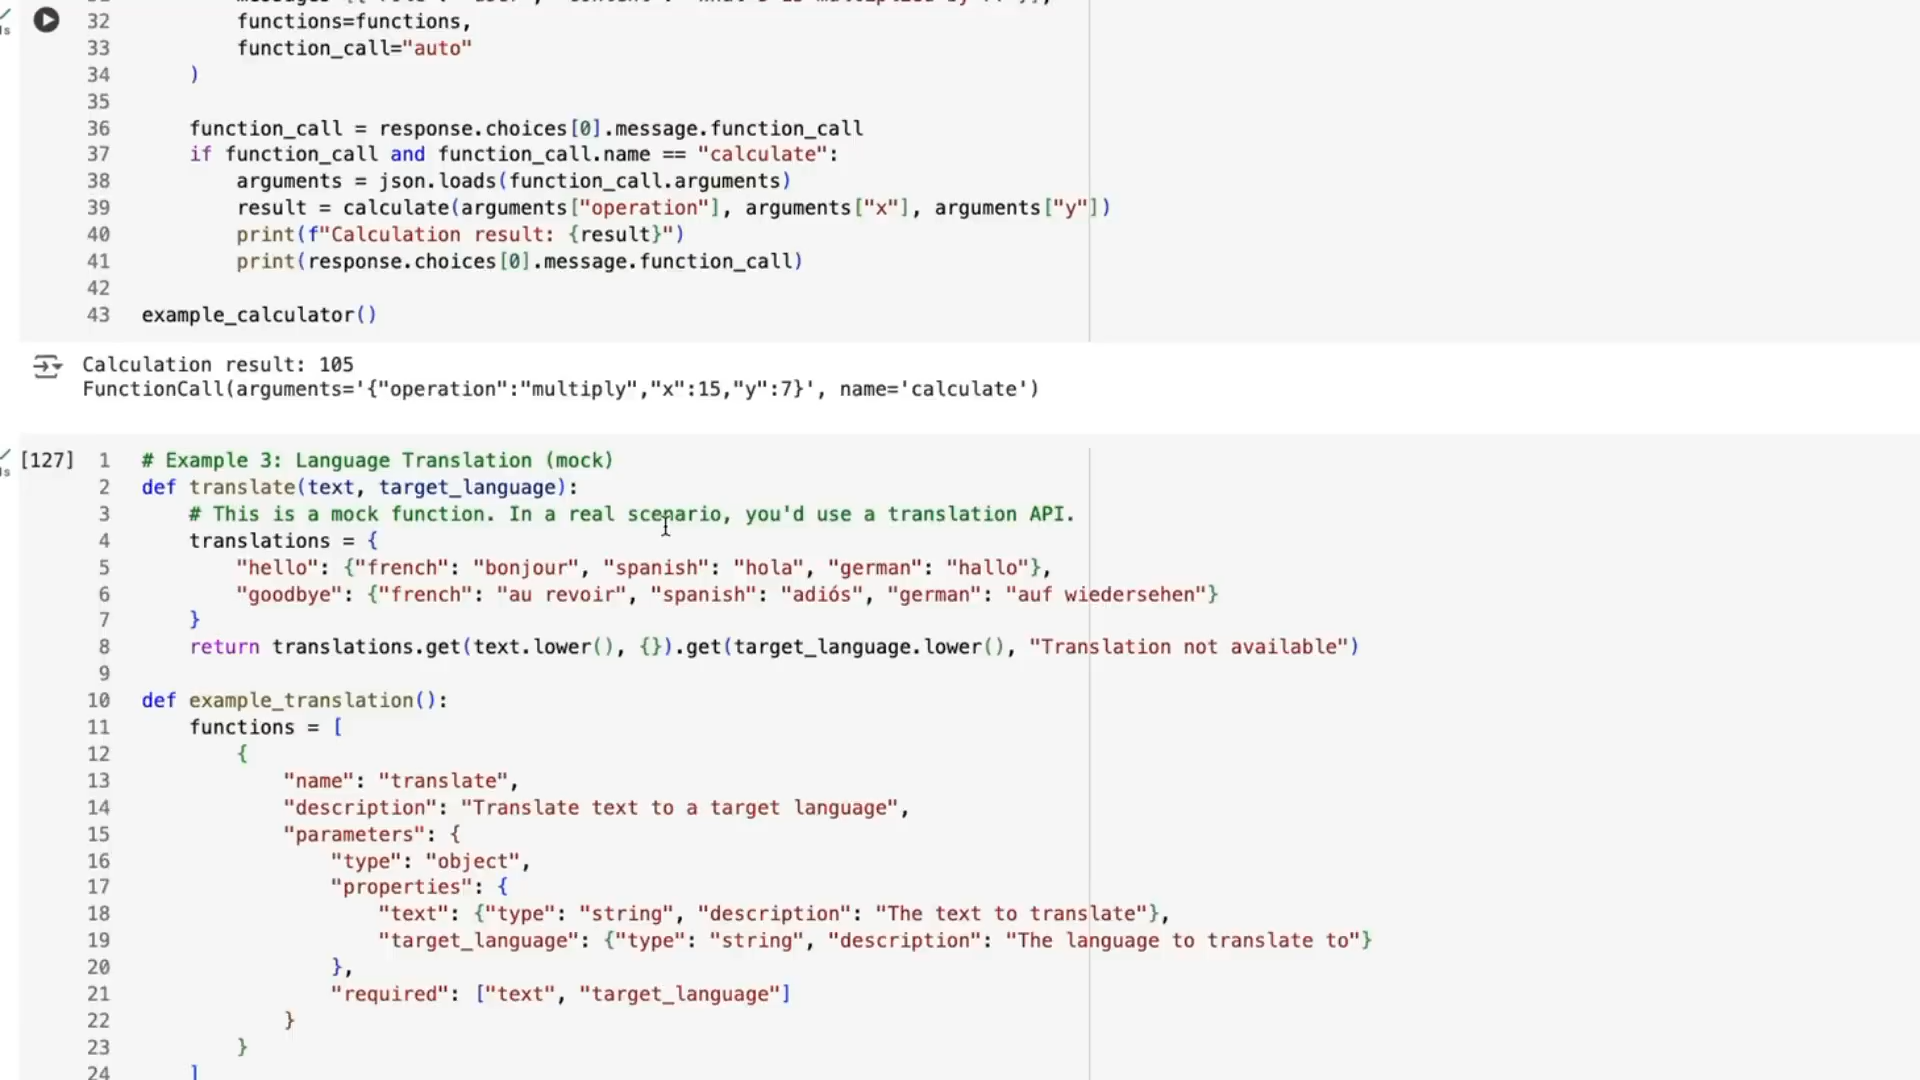 32 functions=functions,
33 function_call="auto"
34 )
35
36 function_call = response.choices[0].message.function_call
37 if function_call and function_call.name == "calculate":
38 arguments = json.loads(function_call.arguments)
39 result = calculate(arguments["operation"], arguments["x"], arguments["y"])
40 print(f"Calculation result: {result}")
41 print(response.choices[0].message.function_call)
42
43 example_calculator()
Calculation result: 105
FunctionCall(arguments='{"operation":"multiply","x":15,"y":7}', name='calculate')
[127] 1 # Example 3: Language Translation (mock)
2 def translate(text, target_language):
3 # This is a mock function. In a real scenario, you'd use a translation API.
4 translations = {
5 "hello": {"french": "bonjour", "spanish": "hola", "german": "hallo"},
6 "goodbye": {"french": "au revoir", "spanish": "adiós", "german": "auf wiedersehen"}
7 }
8 return translations.get(text.lower(), {}).get(target_language.lower(), "Translation not available")
9
10 def example_translation():
11 functions = [
12 {
13 "name": "translate",
14 "description": "Translate text to a target language",
15 "parameters": {
16 "type": "object",
17 "properties": {
18 "text": {"type": "string", "description": "The text to translate"},
19 "target_language": {"type": "string", "description": "The language to translate to"}
20 },
21 "required": ["text", "target_language"]
22 }
23 }
24 ]